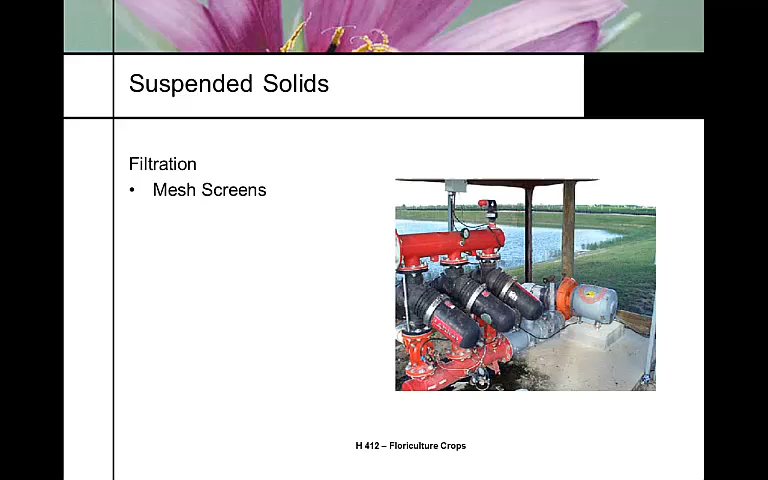 Suspended Solids
Filtration
• Mesh Screens
H 412 – Floriculture Crops